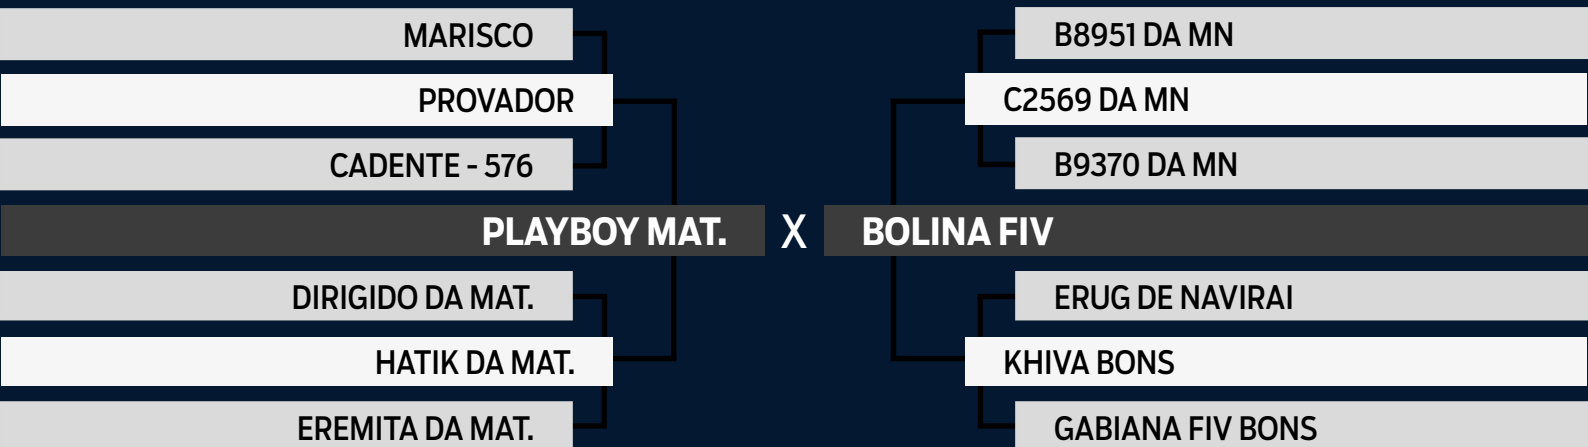 MARISCO
PROVADOR
CADENTE - 576
PLAYBOY MAT. X BOLINA FIV
DIRIGIDO DA MAT.
HATIK DA MAT.
EREMITA DA MAT.
B8951 DA MN
C2569 DA MN
B9370 DA MN
ERUG DE NAVIRAI
KHIVA BONS
GABIANA FIV BONS